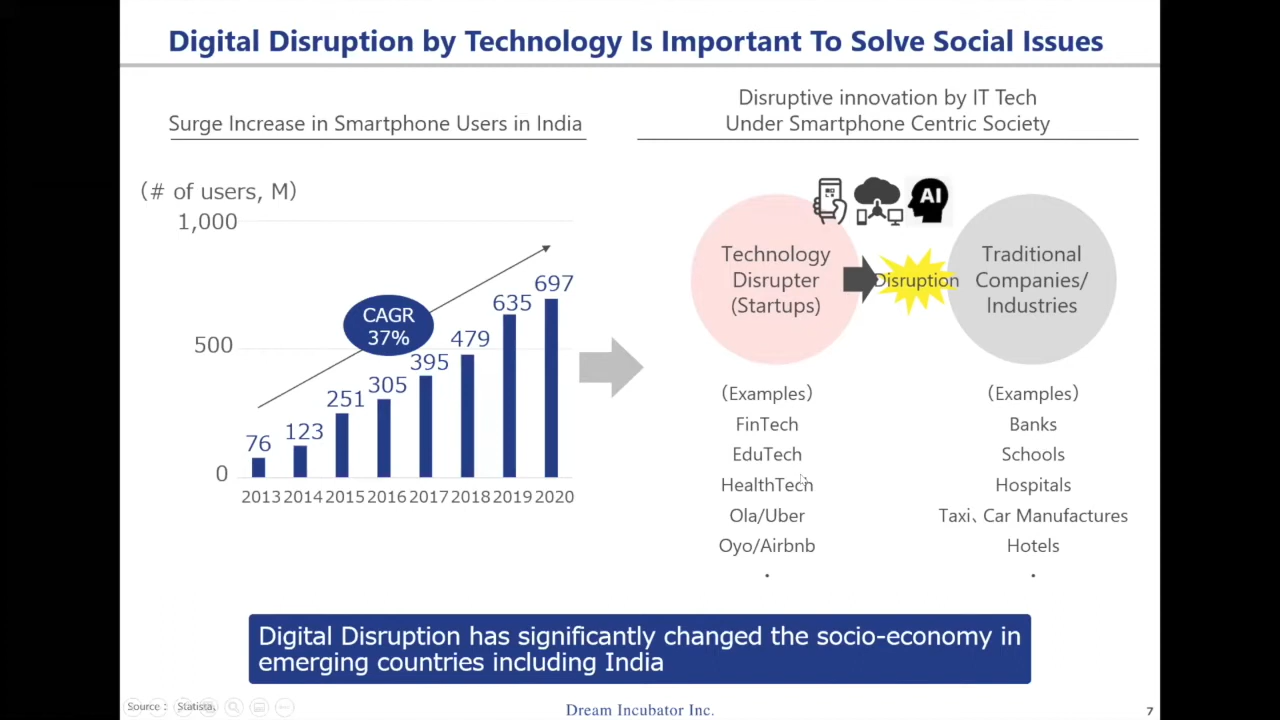 Digital Disruption by Technology Is Important To Solve Social Issues
Surge Increase in Smartphone Users in India
(# of users, M)
1,000
500
0
CAGR
37%
76
123
251
305
395
479
635
697
2013 2014 2015 2016 2017 2018 2019 2020
Disruptive innovation by IT Tech
Under Smartphone Centric Society
AI
Technology
Disrupter
(Startups)
Disruption
Traditional
Companies/
Industries
(Examples)
FinTech
EduTech
HealthTech
Ola/Uber
Oyo/Airbnb
・
(Examples)
Banks
Schools
Hospitals
Taxi、Car Manufactures
Hotels
・
Digital Disruption has significantly changed the socio-economy in
emerging countries including India
Source： Statista,
Dream Incubator Inc.
7